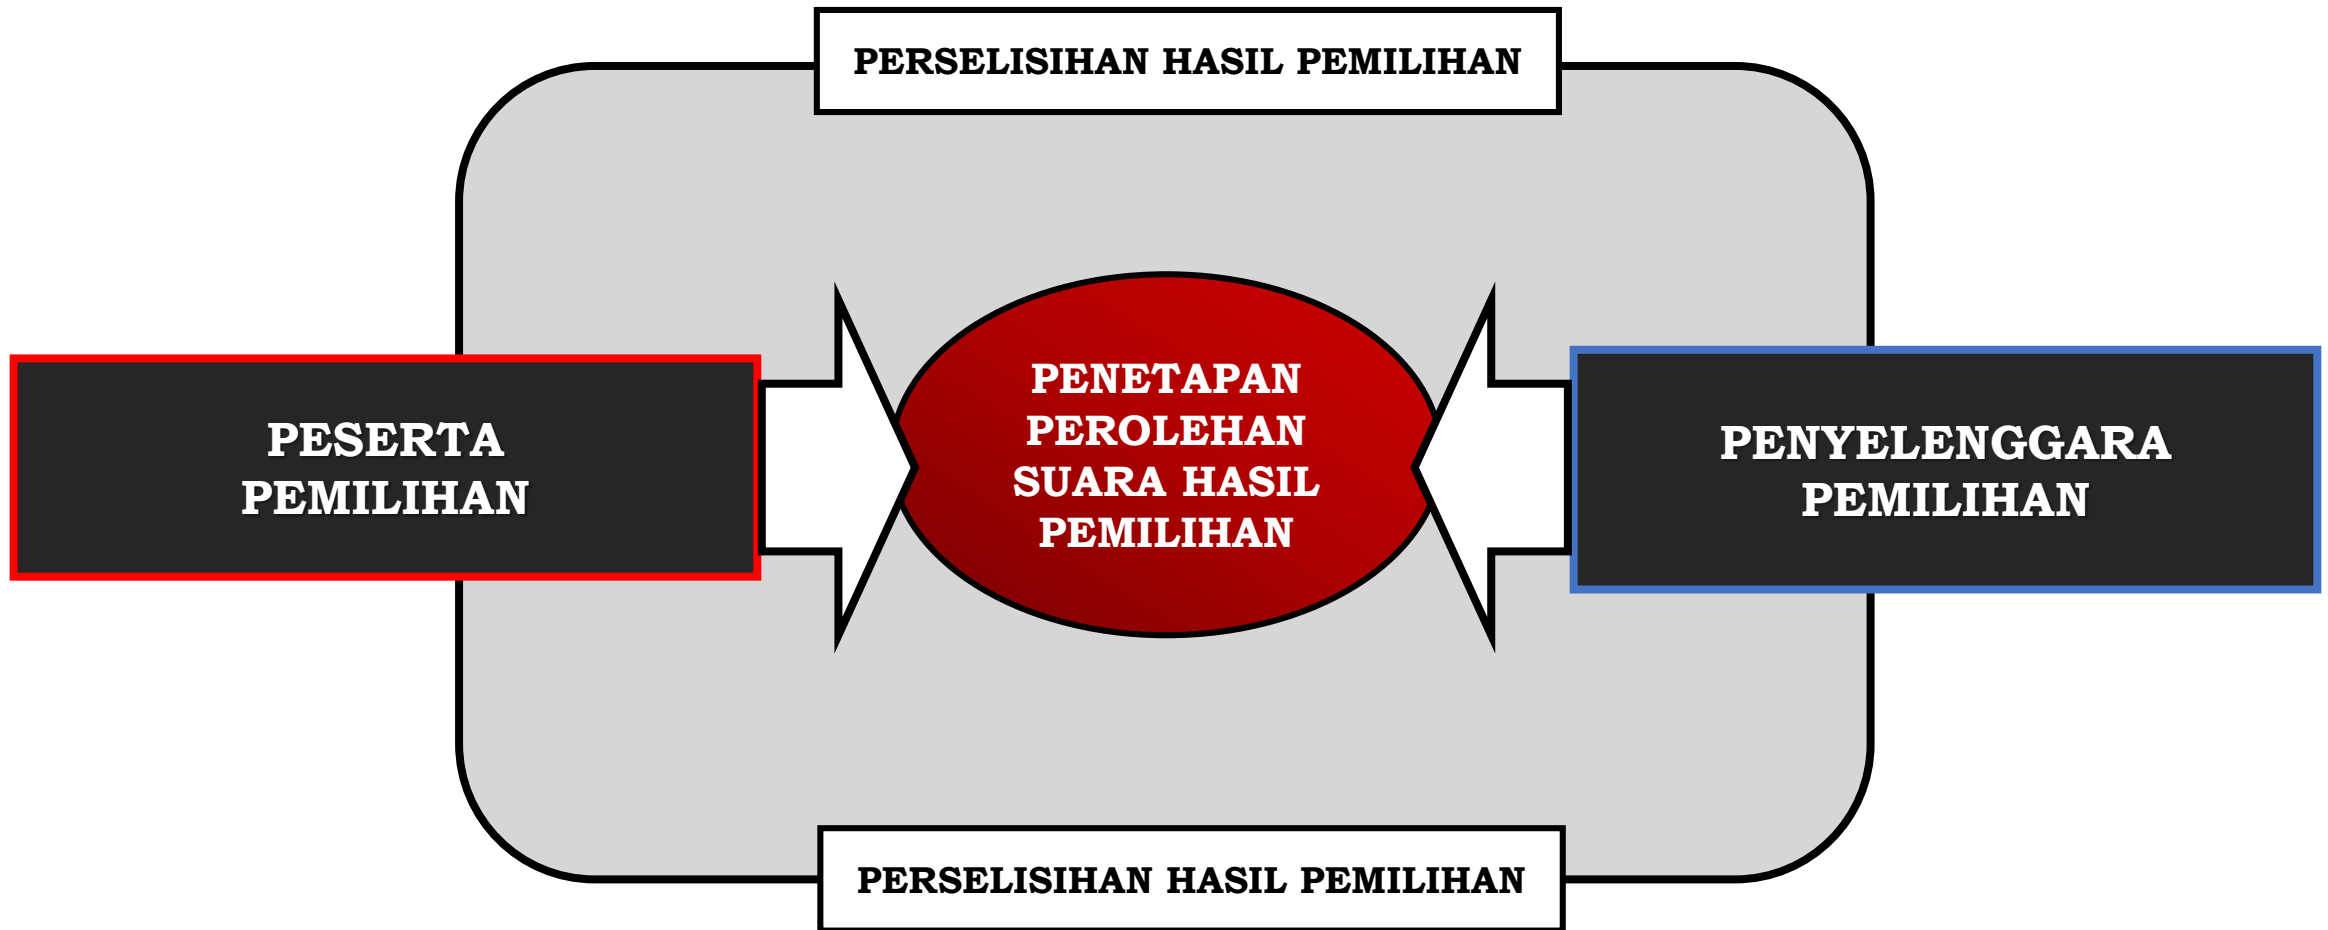 PERSELISIHAN HASIL PEMILIHAN
PESERTA
PEMILIHAN
PENETAPAN
PEROLEHAN
SUARA HASIL
PEMILIHAN
PENYELENGGARA
PEMILIHAN
PERSELISIHAN HASIL PEMILIHAN